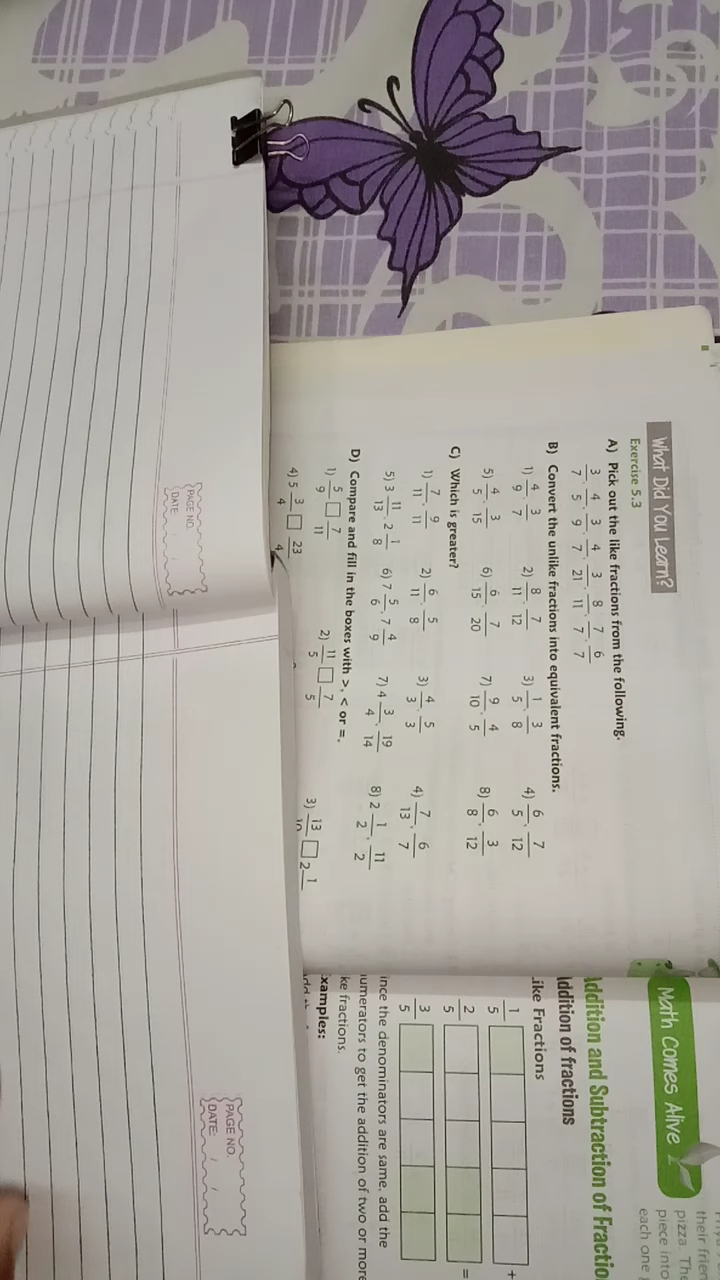 What Did You Learn?
Exercise 5.3
A) Pick out the like fractions from the following.
3/7, 4/5, 3/9, 4/7, 3/21, 8/11, 7/7, 6/7
B) Convert the unlike fractions into equivalent fractions.
1) 4/9, 3/7 2) 8/11, 7/12 3) 1/5, 3/8 4) 6/5, 7/12
5) 4/5, 3/15 6) 6/15, 7/20 7) 9/10, 4/5 8) 6/8, 3/12
C) Which is greater?
1) 7/11, 9/11 2) 6/11, 5/8 3) 4/3, 5/3 4) 7/13, 6/7
5) 3 11/13, 2 1/8 6) 7 5/6, 7 4/9 7) 4 3/4, 19/14 8) 2 1/2, 11/2
D) Compare and fill in the boxes with >, < or =.
1) 5/9 □ 7/11 2) 11/5 □ 7/5 3) 13/10 □ 2 1/
4) 5 3/4 □ 23/4
Math Comes Alive
their frie
pizza. Th
piece into
each one
Addition and Subtraction of Fractio
Addition of fractions
Like Fractions
1/5 +
2/5 =
3/5
ince the denominators are same, add the
umerators to get the addition of two or more
ke fractions.
xamples:
PAGE NO.
DATE:
PAGE NO.
DATE: / /